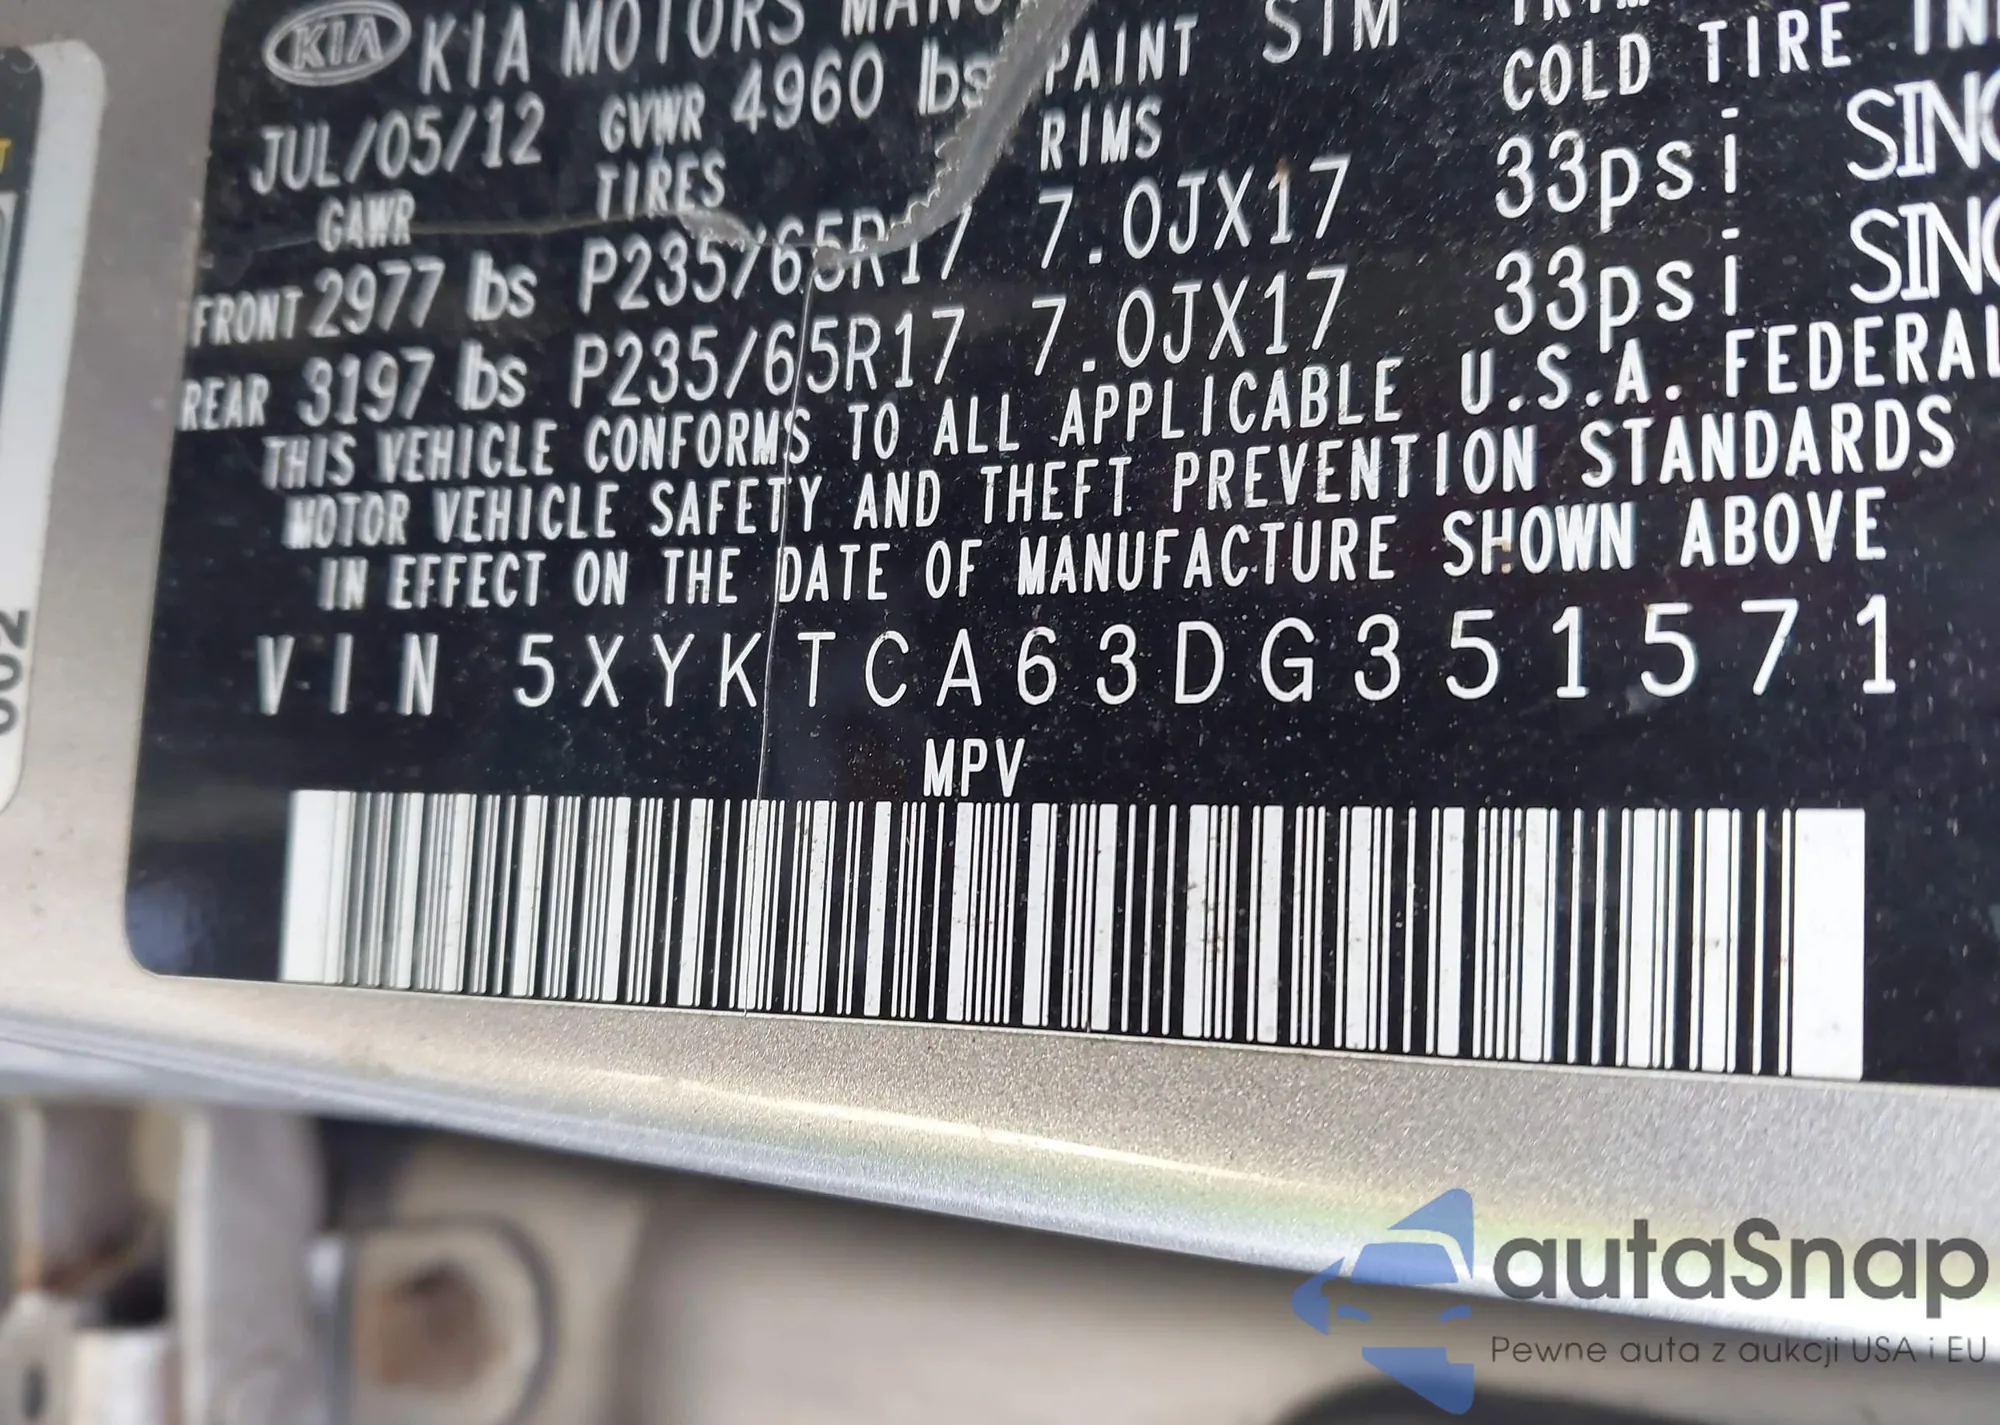 KIA KIA MOTORS
JUL/05/12 GVWR 4960 lbs PAINT STM
GAWR TIRES RIMS COLD TIRE
FRONT 2977 lbs P235/65R17 7.0JX17 33psi
REAR 3197 lbs P235/65R17 7.0JX17 33psi
THIS VEHICLE CONFORMS TO ALL APPLICABLE U.S.A. FEDERAL
MOTOR VEHICLE SAFETY AND THEFT PREVENTION STANDARDS
IN EFFECT ON THE DATE OF MANUFACTURE SHOWN ABOVE
VIN 5XYKTCA63DG351571
MPV
autaSnap
Pewne auta z aukcji USA i EU